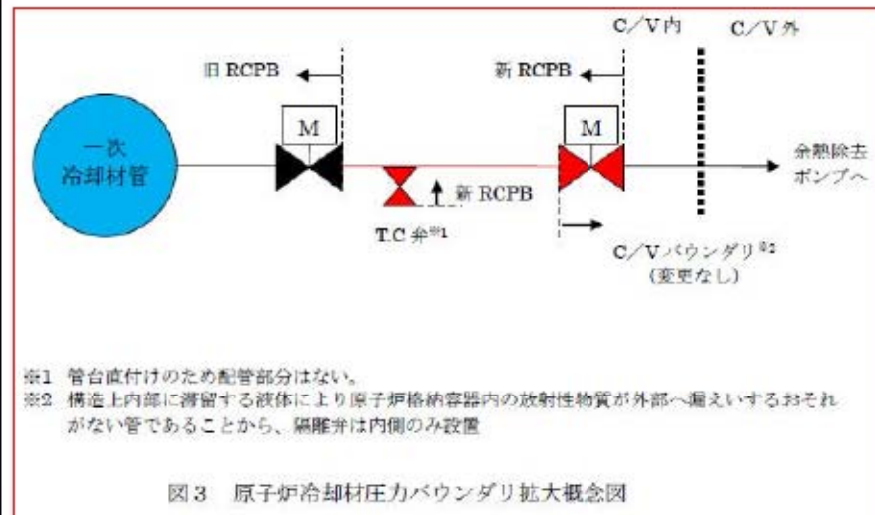 C/V内
C/V外
旧 RCPB
新 RCPB
M
M
一次
冷却材管
余熱除去
ポンプへ
新 RCPB
T.C 弁※1
C/Vバウンダリ※2
(変更なし)
※1 管台直付けのため配管部分はない。
※2 構造上内部に滞留する液体により原子炉格納容器内の放射性物質が外部へ漏えいするおそれ
がない管であることから、隔離弁は内側のみ設置
図3 原子炉冷却材圧力バウンダリ拡大概念図